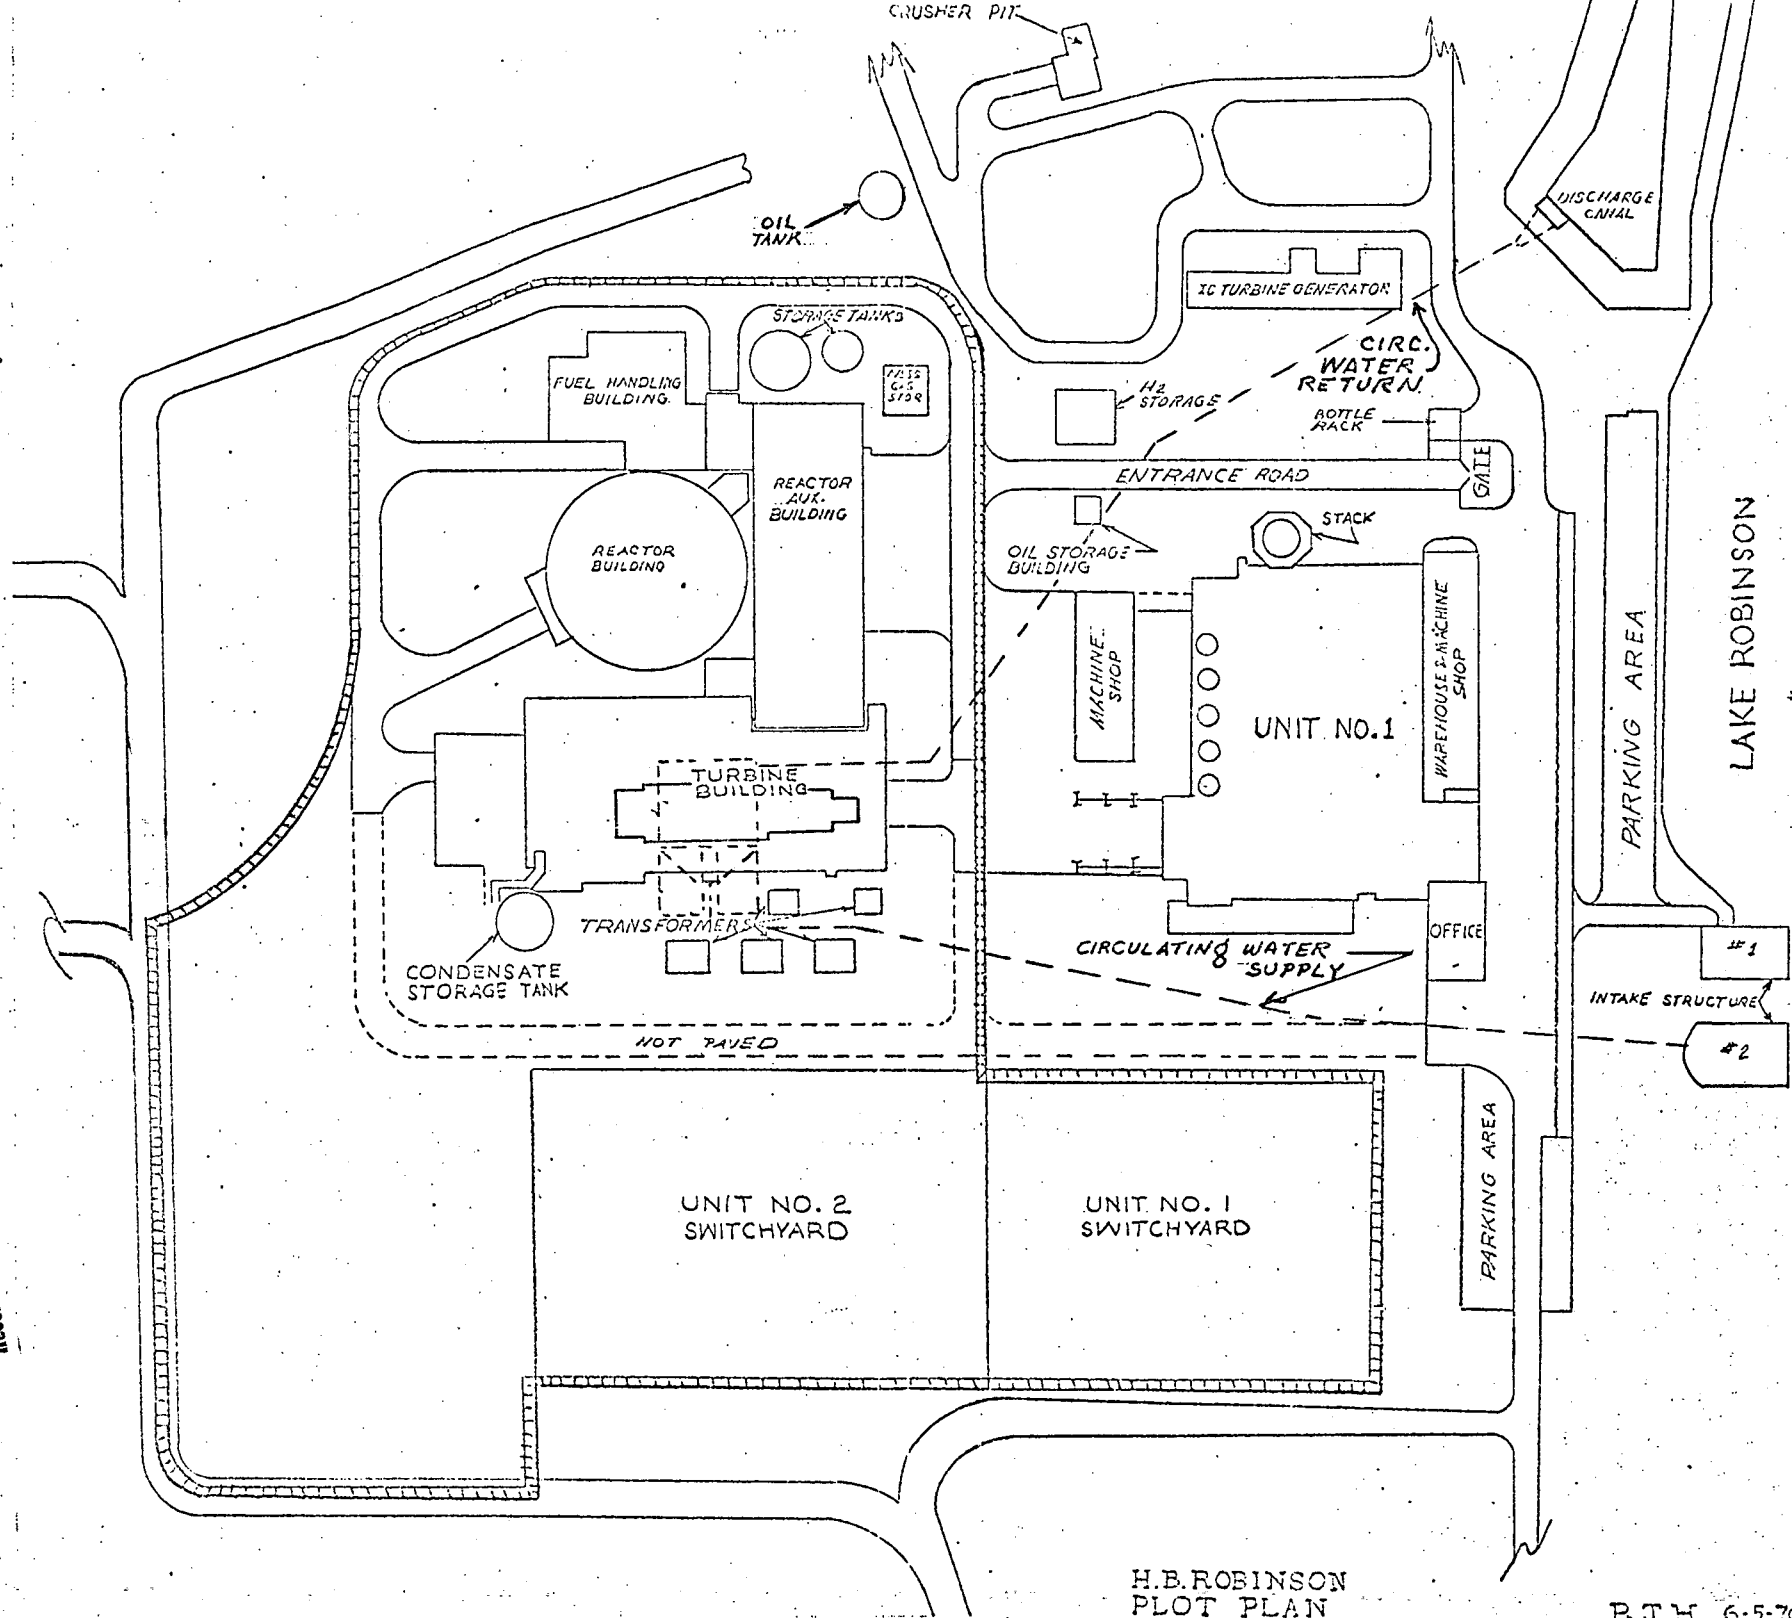 CRUSHER PIT
DISCHARGE
CANAL
OIL
TANK
IC TURBINE GENERATOR
STORAGE TANKS
CIRC.
WATER
RETURN.
FUEL HANDLING
BUILDING
GAS
STOR
H2
STORAGE
BOTTLE
RACK
ENTRANCE ROAD
GATE
REACTOR
AUX.
BUILDING
STACK
LAKE ROBINSON
REACTOR
BUILDING
OIL STORAGE
BUILDING
MACHINE
SHOP
WAREHOUSE & MACHINE
SHOP
PARKING AREA
UNIT NO.1
TURBINE
BUILDING
TRANSFORMERS
OFFICE
CIRCULATING WATER
SUPPLY
#1
CONDENSATE
STORAGE TANK
INTAKE STRUCTURE
NOT PAVED
#2
PARKING AREA
UNIT NO. 2
SWITCHYARD
UNIT NO. 1
SWITCHYARD
H.B. ROBINSON
PLOT PLAN